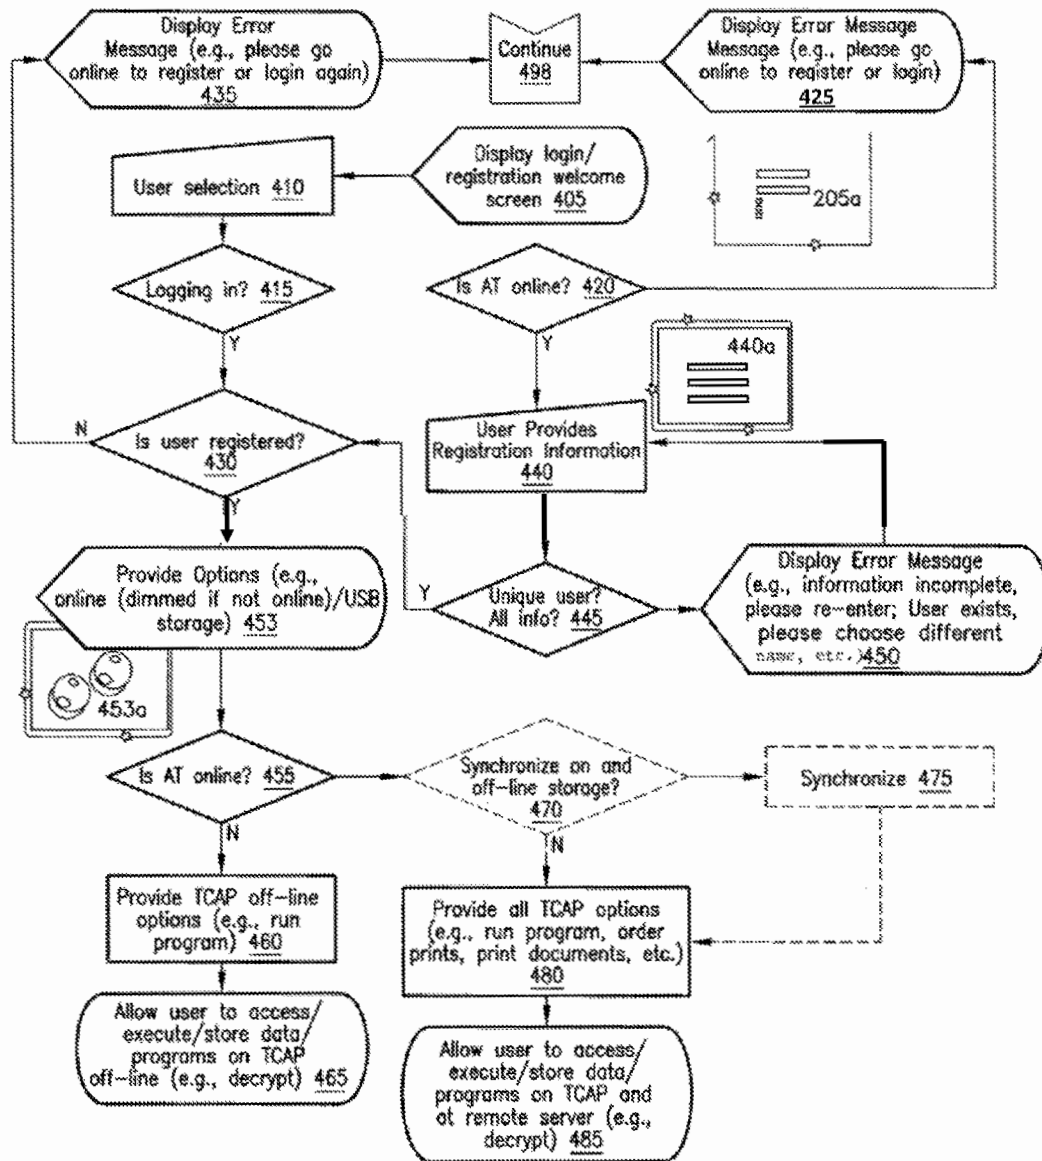 Display Error
Message (e.g., please go
online to register or login again)
435
Continue
498
Display Error Message
Message (e.g., please go
online to register or login)
425
User selection 410
Display login/
registration welcome
screen 405
205a
Logging in? 415
Is AT online? 420
Y
Y
440a
N
Is user registered?
430
User Provides
Registration Information
440
Y
Provide Options (e.g.,
online (dimmed if not online)/USB
storage) 453
Y
Unique user?
All info? 445
Display Error Message
(e.g., information incomplete,
please re-enter; User exists,
please choose different
name, etc.) 450
453a
Is AT online? 455
Synchronize on and
off-line storage?
470
Synchronize 475
N
N
Provide TCAP off-line
options (e.g., run
program) 460
Provide all TCAP options
(e.g., run program, order
prints, print documents, etc.)
480
Allow user to access/
execute/store data/
programs on TCAP
off-line (e.g., decrypt) 465
Allow user to access/
execute/store data/
programs on TCAP and
at remote server (e.g.,
decrypt) 485